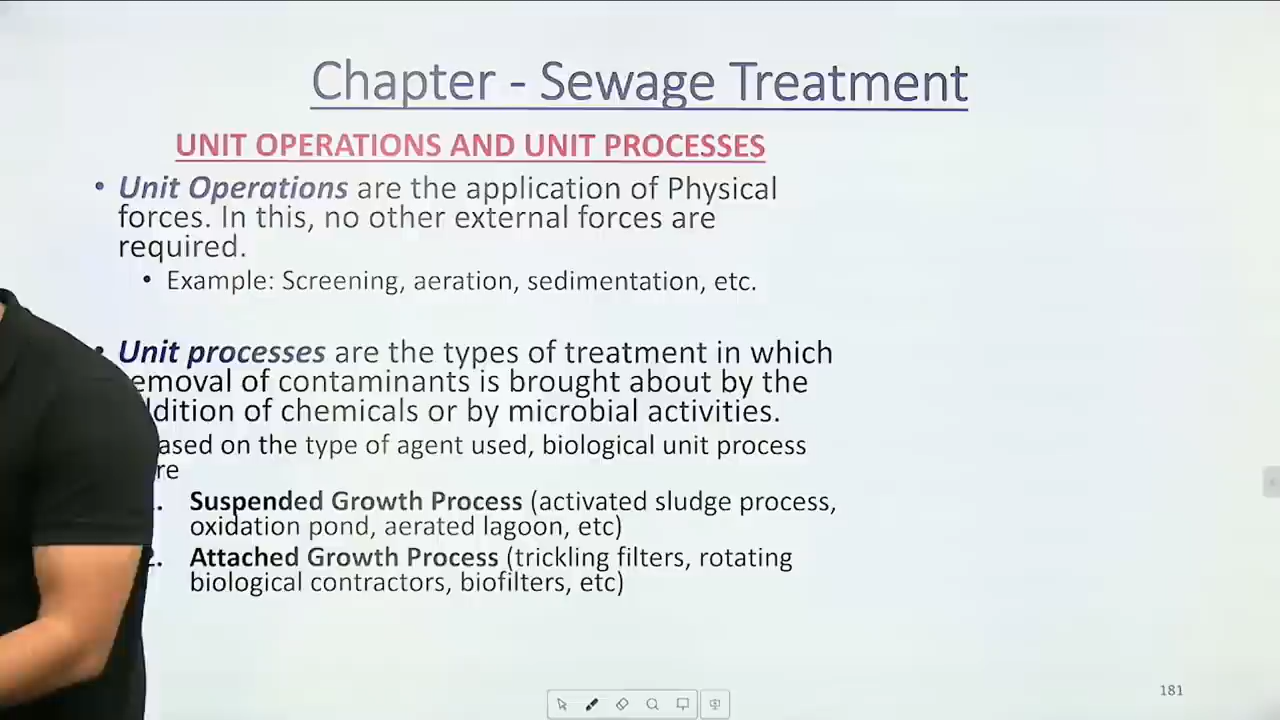 Chapter - Sewage Treatment
UNIT OPERATIONS AND UNIT PROCESSES
• Unit Operations are the application of Physical
forces. In this, no other external forces are
required.
• Example: Screening, aeration, sedimentation, etc.
• Unit processes are the types of treatment in which
emoval of contaminants is brought about by the
ddition of chemicals or by microbial activities.
ased on the type of agent used, biological unit process
re
1. Suspended Growth Process (activated sludge process,
oxidation pond, aerated lagoon, etc)
2. Attached Growth Process (trickling filters, rotating
biological contractors, biofilters, etc)
181